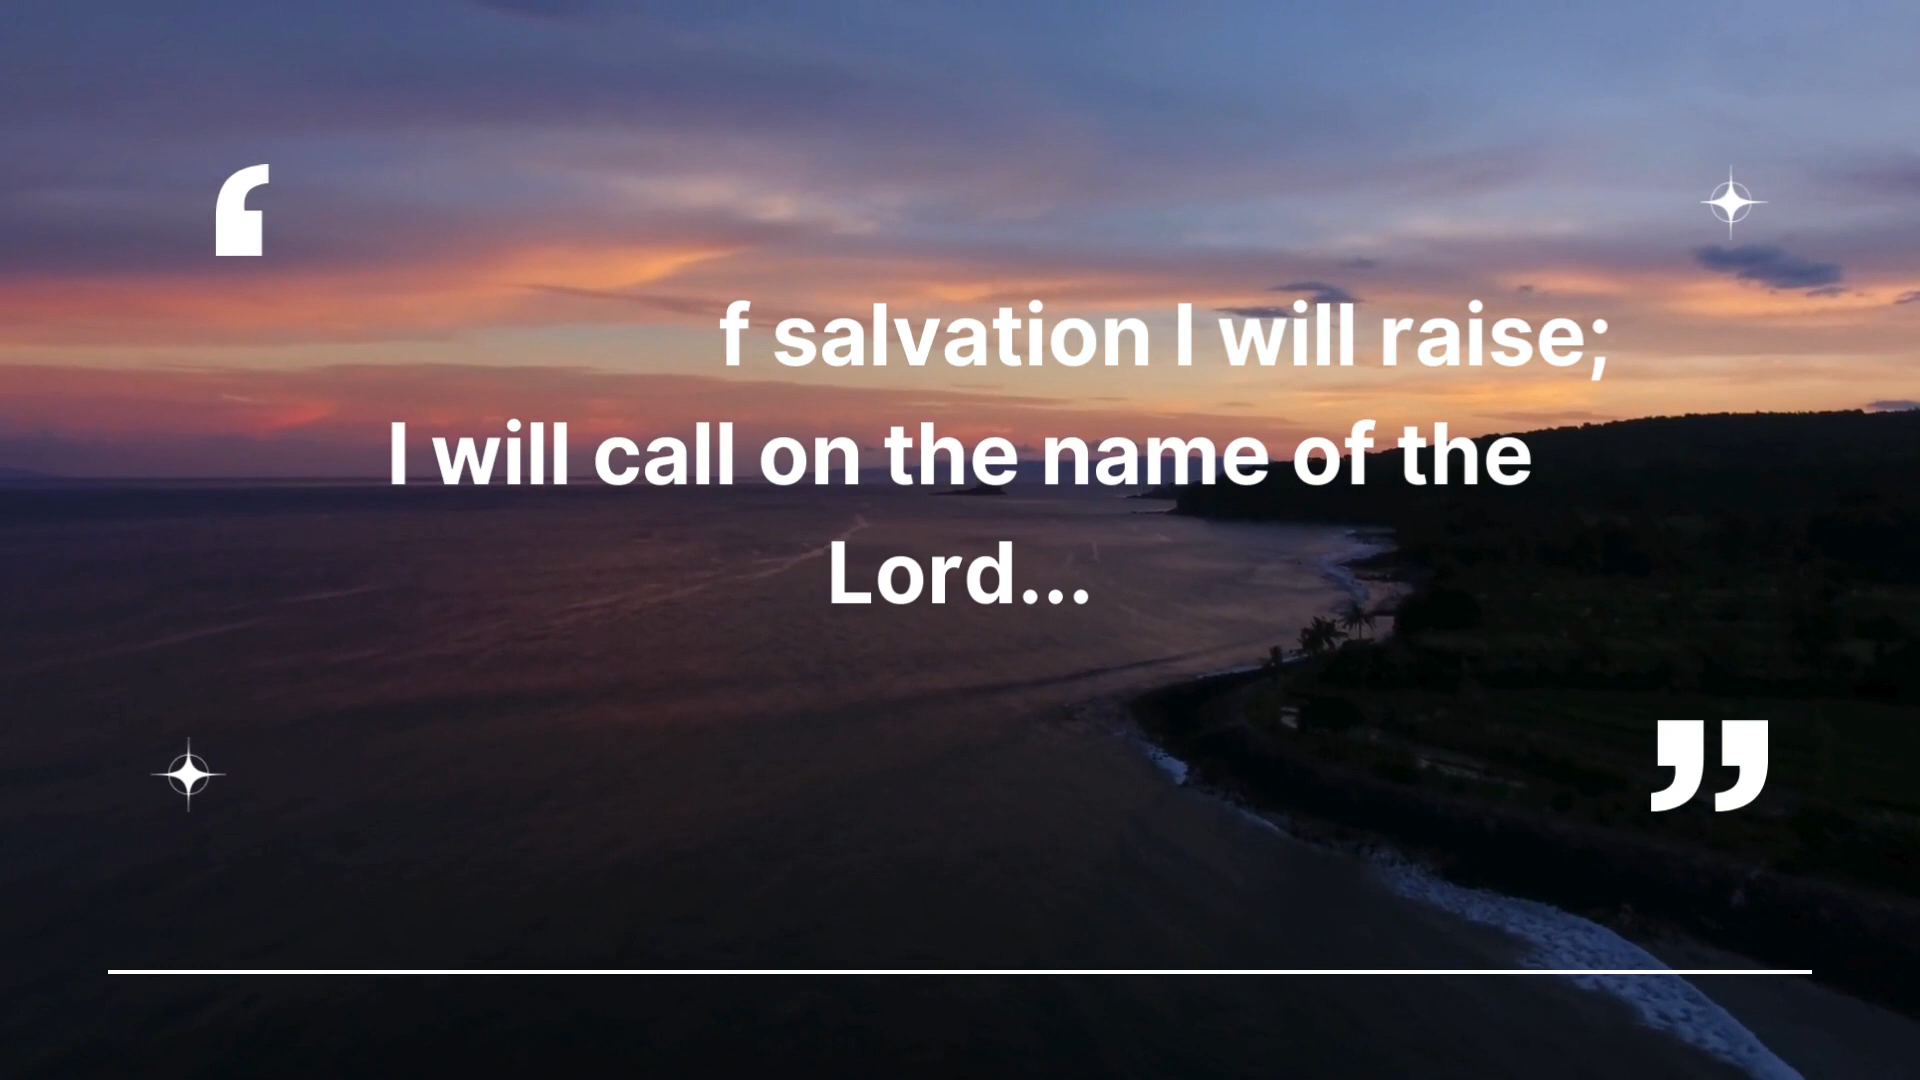 f salvation I will raise;
I will call on the name of the
Lord...